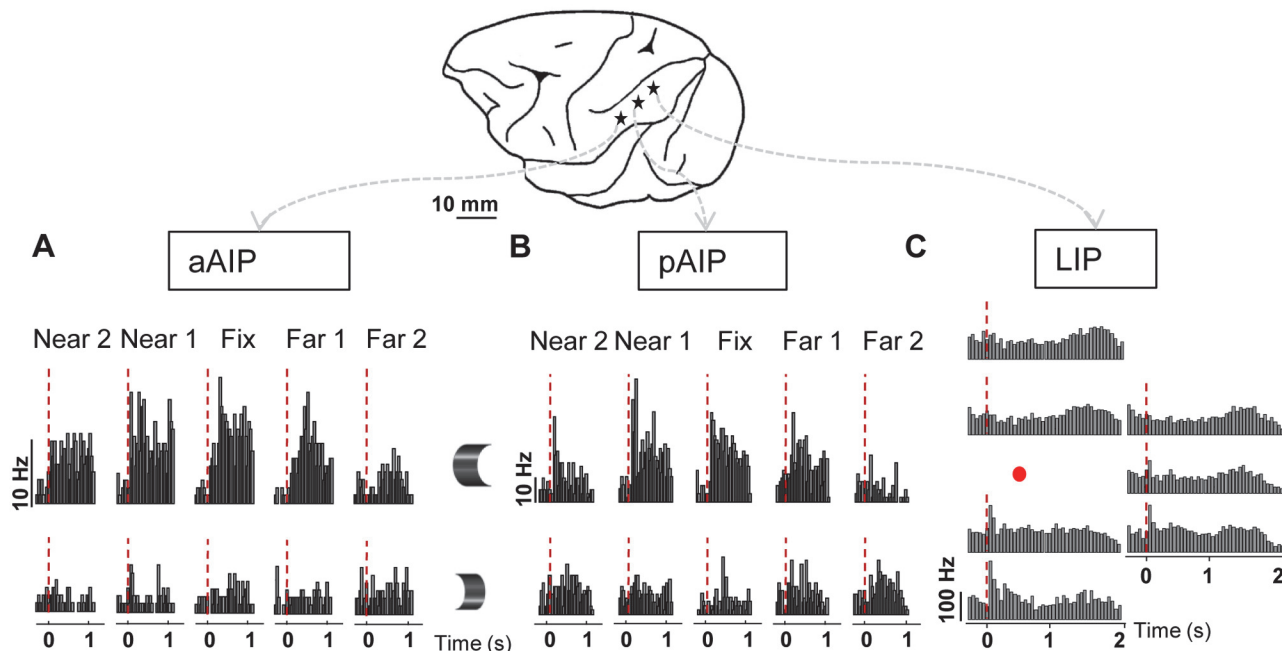 10 mm
A
aAIP
B
pAIP
C
LIP
Near 2 Near 1 Fix Far 1 Far 2
10 Hz
0 1 0 1 0 1 0 1 0 1 Time (s)
Near 2 Near 1 Fix Far 1 Far 2
10 Hz
0 1 0 1 0 1 0 1 0 1
0 1 2
100 Hz
0 1 2 Time (s)